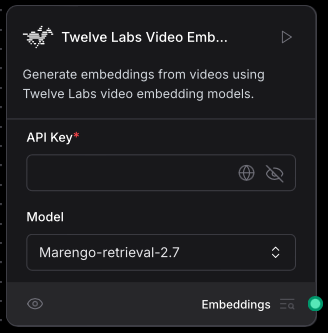 Twelve Labs Video Emb...
Generate embeddings from videos using
Twelve Labs video embedding models.
API Key*
Model
Marengo-retrieval-2.7
Embeddings